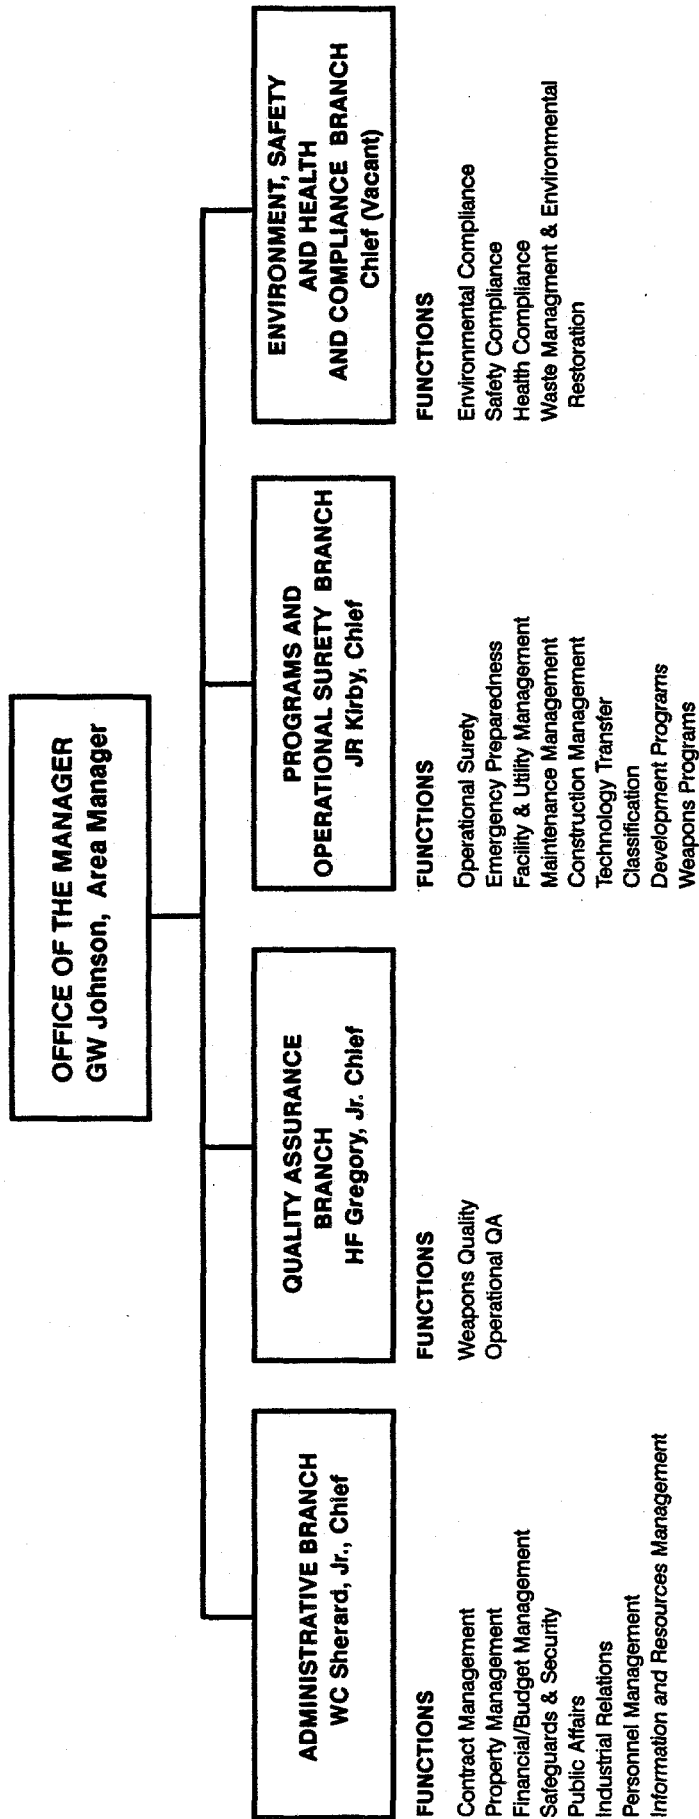 OFFICE OF THE MANAGER
GW Johnson, Area Manager
ADMINISTRATIVE BRANCH
WC Sherard, Jr., Chief
FUNCTIONS
Contract Management
Property Management
Financial/Budget Management
Safeguards & Security
Public Affairs
Industrial Relations
Personnel Management
Information and Resources Management
QUALITY ASSURANCE
BRANCH
HF Gregory, Jr. Chief
FUNCTIONS
Weapons Quality
Operational QA
PROGRAMS AND
OPERATIONAL SURETY BRANCH
JR Kirby, Chief
FUNCTIONS
Operational Surety
Emergency Preparedness
Facility & Utility Management
Maintenance Management
Construction Management
Technology Transfer
Classification
Development Programs
Weapons Programs
ENVIRONMENT, SAFETY
AND HEALTH
AND COMPLIANCE BRANCH
Chief (Vacant)
FUNCTIONS
Environmental Compliance
Safety Compliance
Health Compliance
Waste Managment & Environmental
Restoration